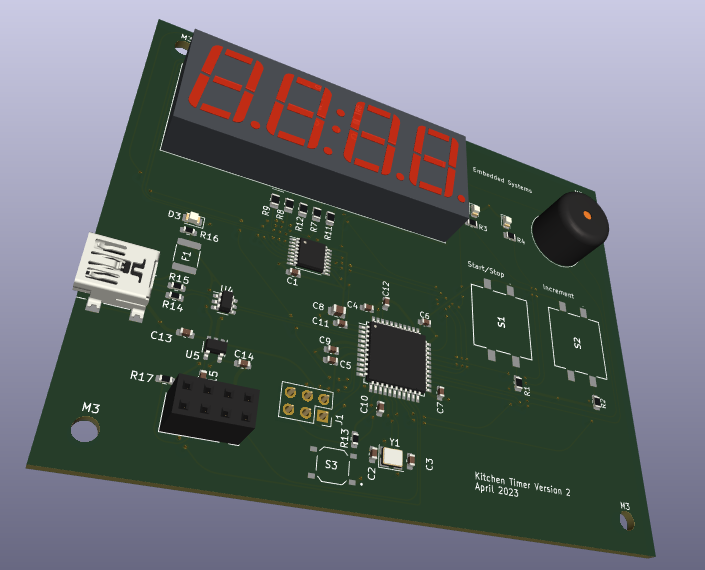 M3
Embedded Systems
R9
R8
R12
R7
R11
R3
R4
D3
R16
F1
C1
R15
R14
Start/Stop
Increment
S1
S2
C12
C8
C4
C11
C6
C13
U5
C14
C9
C5
R17
R1
R2
C10
C7
J1
M3
R13
Y1
S3
C2
C3
Kitchen Timer Version 2
April 2023
M3